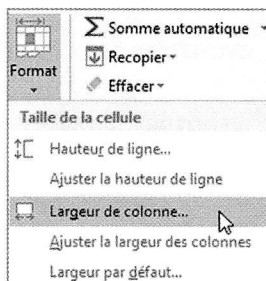 Somme automatique
Recopier
Format
Effacer
Taille de la cellule
Hauteur de ligne...
Ajuster la hauteur de ligne
Largeur de colonne...
Ajuster la largeur des colonnes
Largeur par défaut...